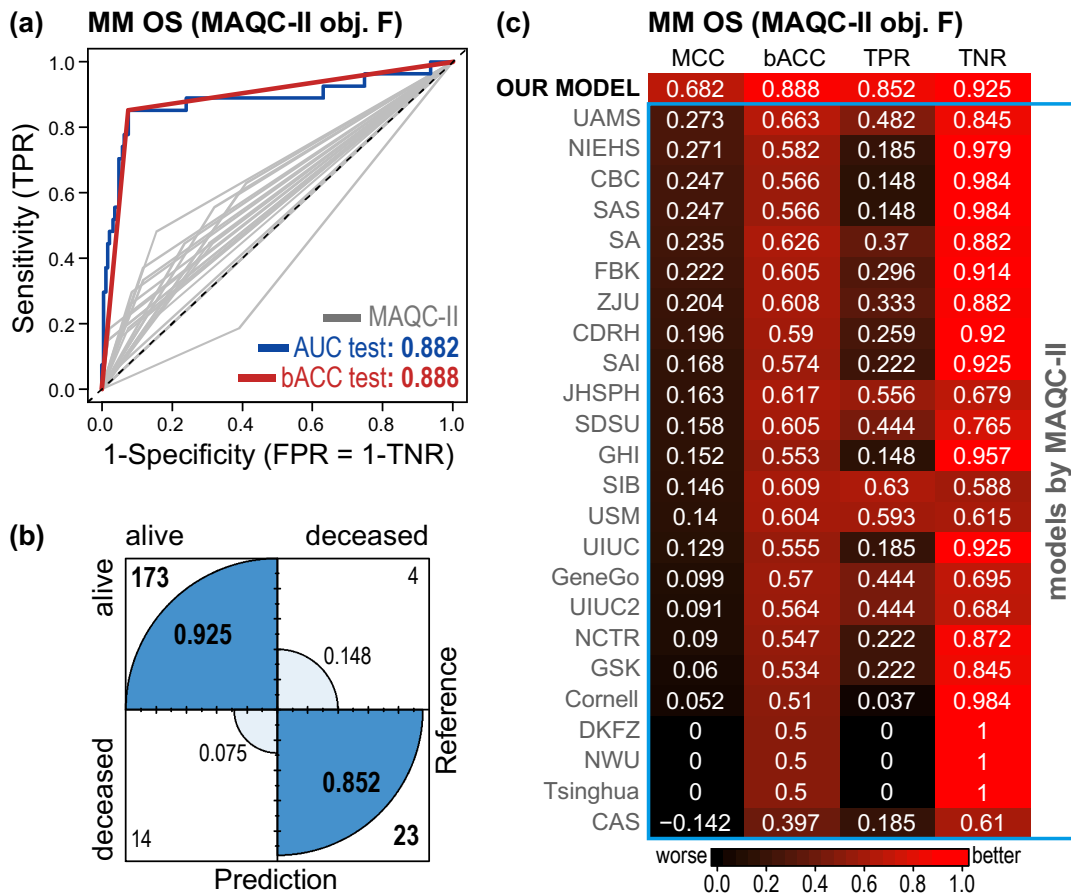 (a)
MM OS (MAQC-II obj. F)
1.0
0.8
0.6
0.4
0.2
0.0
Sensitivity (TPR)
MAQC-II
AUC test: 0.882
bACC test: 0.888
0.0 0.2 0.4 0.6 0.8 1.0
1-Specificity (FPR = 1-TNR)
(b)
alive deceased
alive
deceased
173
4
0.925
0.148
0.075
0.852
14
23
Reference
Prediction
(c)
MM OS (MAQC-II obj. F)
MCC bACC TPR TNR
OUR MODEL 0.682 0.888 0.852 0.925
UAMS 0.273 0.663 0.482 0.845
NIEHS 0.271 0.582 0.185 0.979
CBC 0.247 0.566 0.148 0.984
SAS 0.247 0.566 0.148 0.984
SA 0.235 0.626 0.37 0.882
FBK 0.222 0.605 0.296 0.914
ZJU 0.204 0.608 0.333 0.882
CDRH 0.196 0.59 0.259 0.92
SAI 0.168 0.574 0.222 0.925
JHSPH 0.163 0.617 0.556 0.679
SDSU 0.158 0.605 0.444 0.765
GHI 0.152 0.553 0.148 0.957
SIB 0.146 0.609 0.63 0.588
USM 0.14 0.604 0.593 0.615
UIUC 0.129 0.555 0.185 0.925
GeneGo 0.099 0.57 0.444 0.695
UIUC2 0.091 0.564 0.444 0.684
NCTR 0.09 0.547 0.222 0.872
GSK 0.06 0.534 0.222 0.845
Cornell 0.052 0.51 0.037 0.984
DKFZ 0 0.5 0 1
NWU 0 0.5 0 1
Tsinghua 0 0.5 0 1
CAS −0.142 0.397 0.185 0.61
models by MAQC-II
worse better
0.0 0.2 0.4 0.6 0.8 1.0